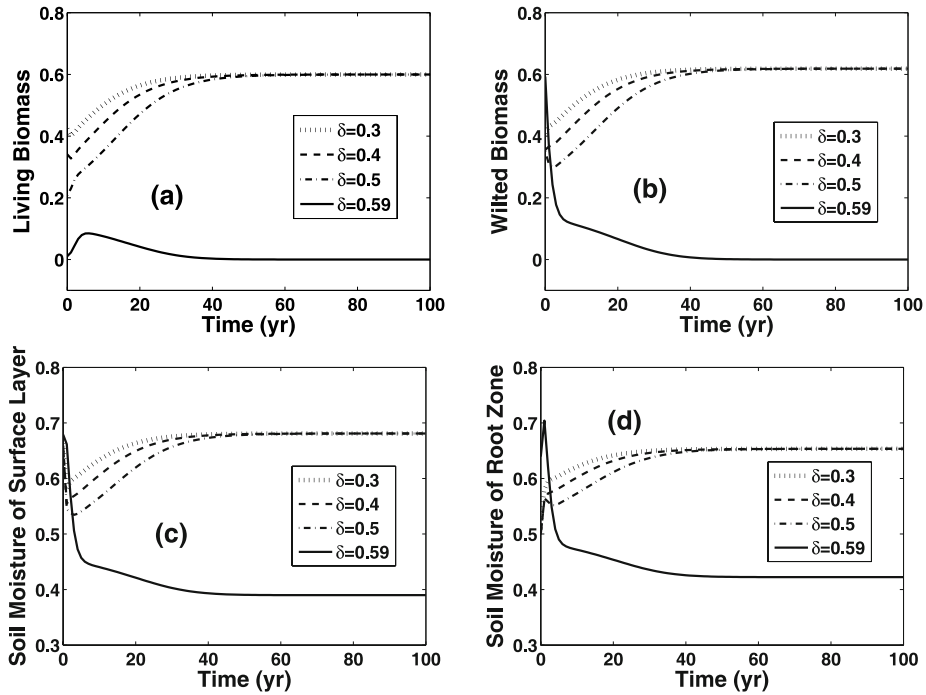 0.8
0.6
0.4
0.2
0
Living Biomass
δ=0.3
δ=0.4
δ=0.5
δ=0.59
(a)
0 20 40 60 80 100
Time (yr)
0.8
0.6
0.4
0.2
0
Wilted Biomass
δ=0.3
δ=0.4
δ=0.5
δ=0.59
(b)
0 20 40 60 80 100
Time (yr)
0.8
0.7
0.6
0.5
0.4
0.3
Soil Moisture of Surface Layer
δ=0.3
δ=0.4
δ=0.5
δ=0.59
(c)
0 20 40 60 80 100
Time (yr)
0.8
0.7
0.6
0.5
0.4
0.3
Soil Moisture of Root Zone
(d)
δ=0.3
δ=0.4
δ=0.5
δ=0.59
0 20 40 60 80 100
Time (yr)